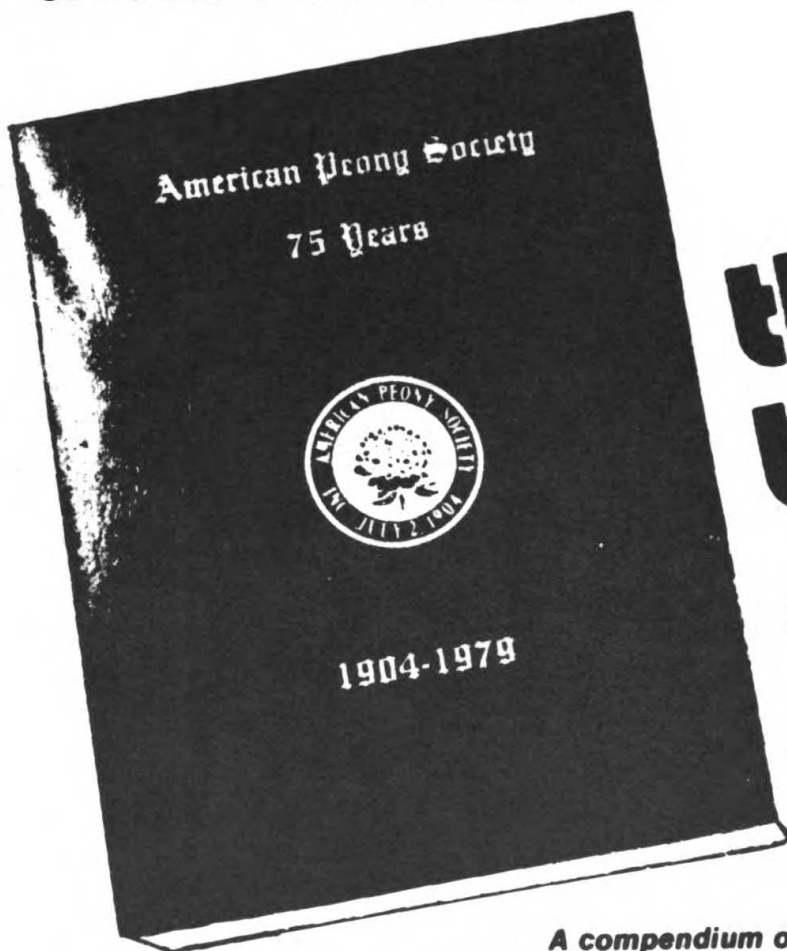 American Peony Society
75 Years
AMERICAN PEONY SOCIETY
INC. JULY 2, 1904
1904-1979
A compendium o